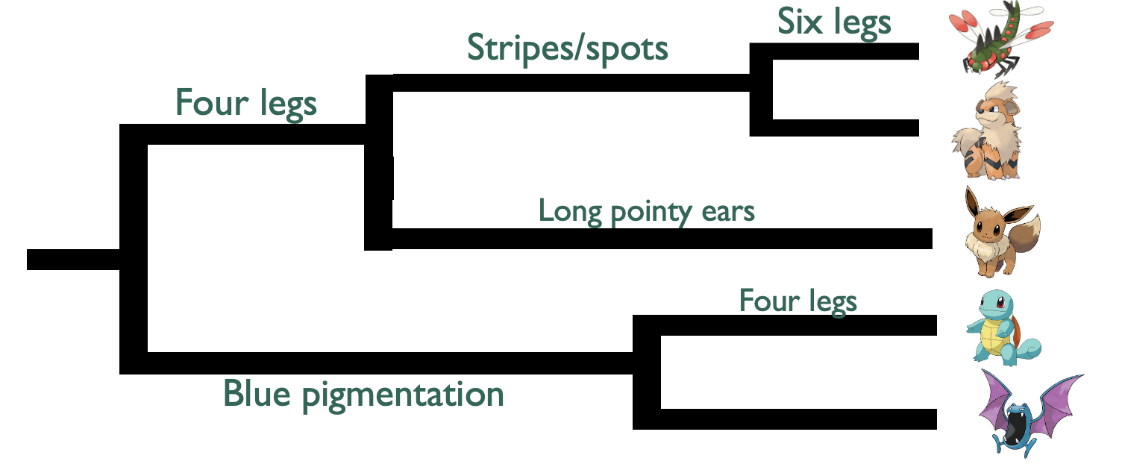 Six legs
Stripes/spots
Four legs
Long pointy ears
Four legs
Blue pigmentation